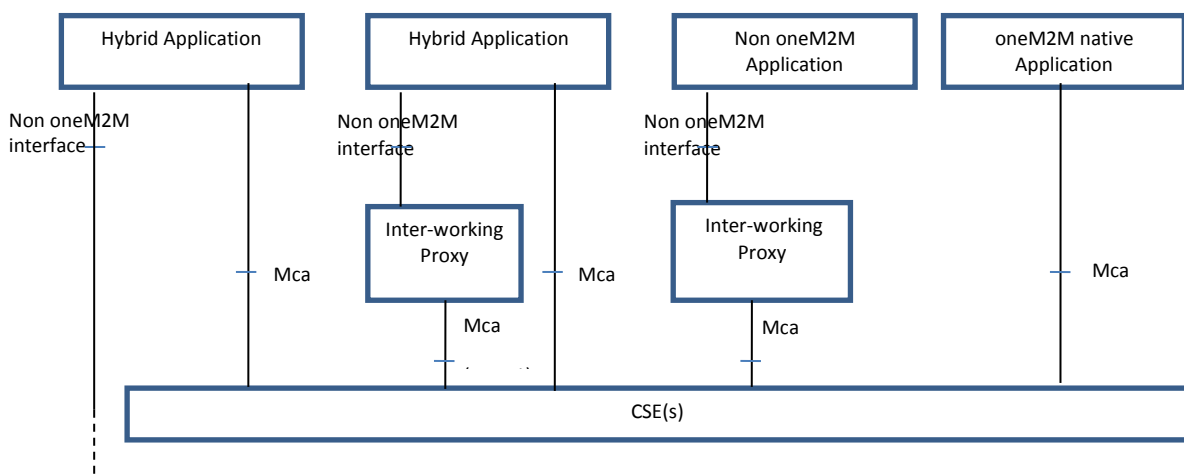 Hybrid Application
Hybrid Application
Non oneM2M
Application
oneM2M native
Application
Non oneM2M
interface
Non oneM2M
interface
Non oneM2M
interface
Inter-working
Proxy
Inter-working
Proxy
Mca
Mca
Mca
Mca
Mca
CSE(s)